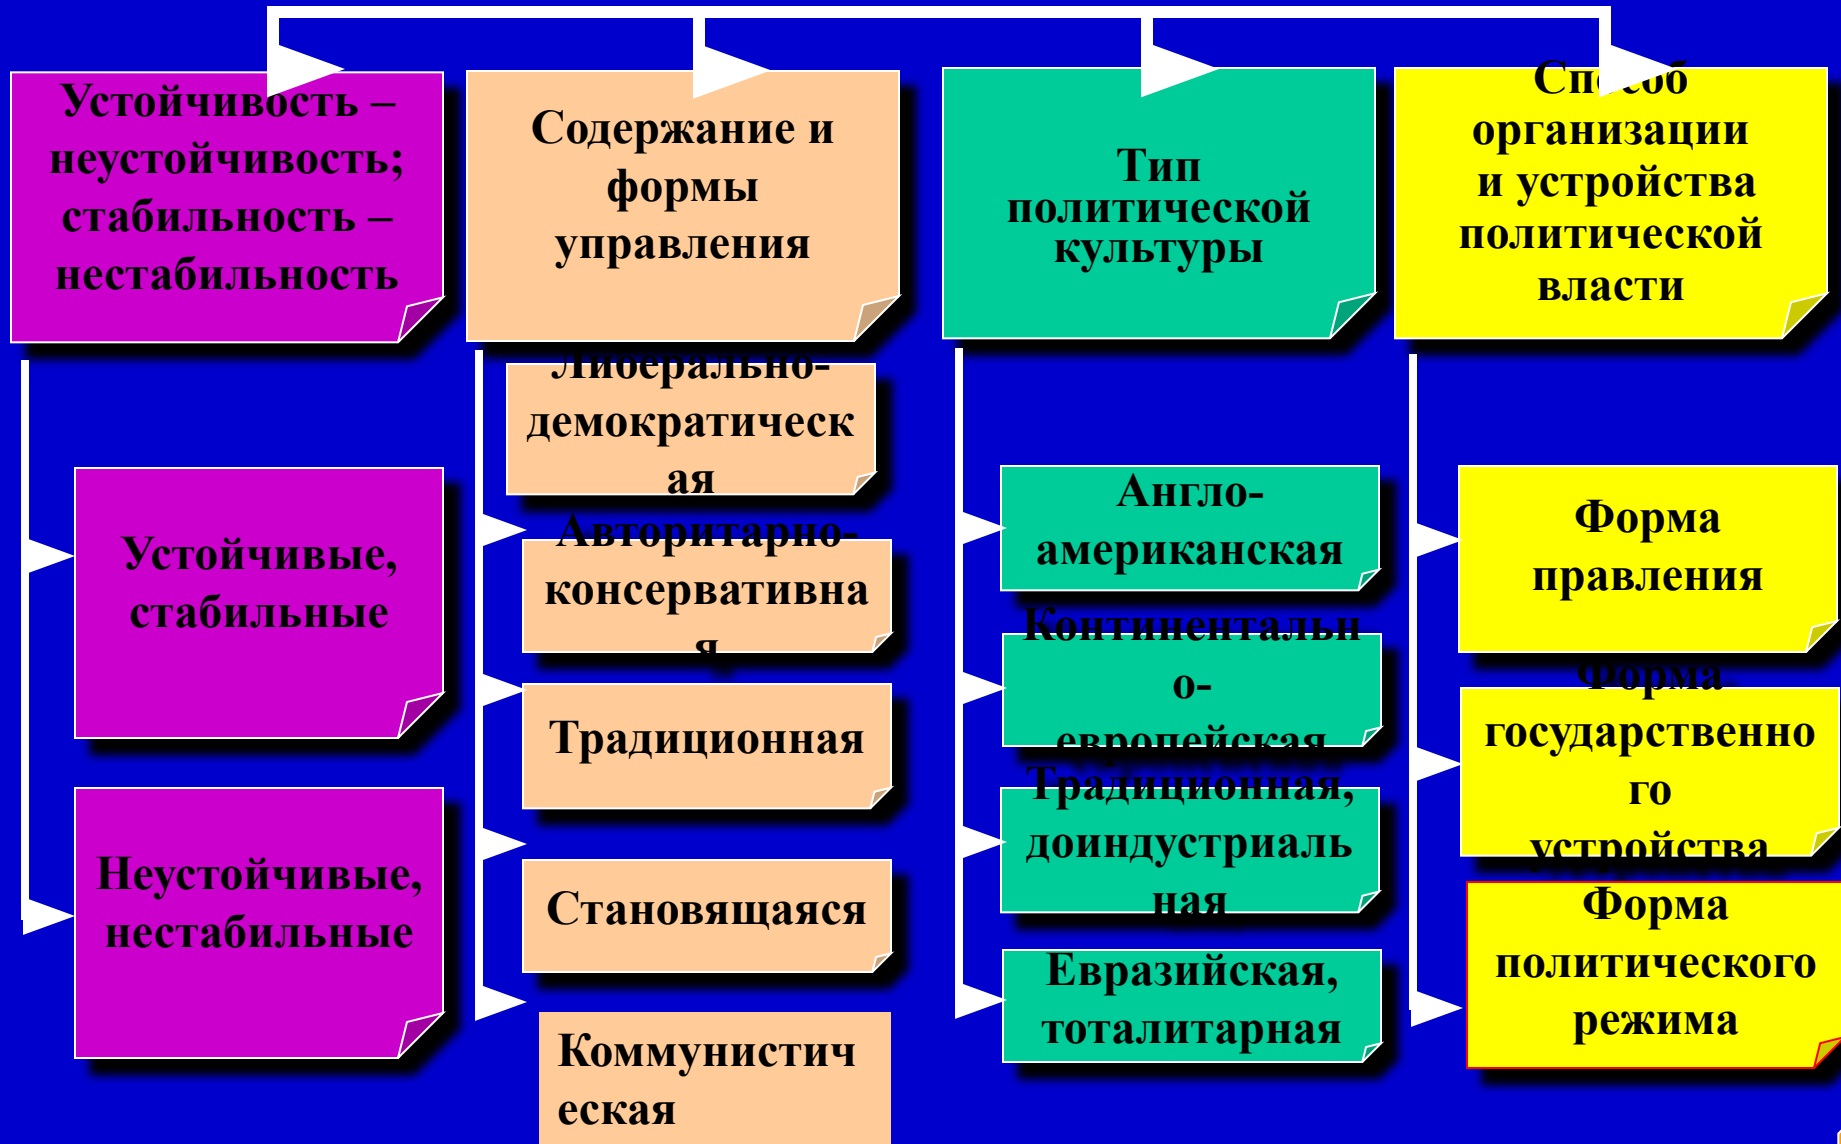 Устойчивость –
неустойчивость;
стабильность –
нестабильность
Устойчивые,
стабильные
Неустойчивые,
нестабильные
Содержание и
формы
управления
Либерально-
демократическ
ая
Авторитарно-
консервативна
я
Традиционная
Становящаяся
Коммунистич
еская
Тип
политической
культуры
Англо-
американская
Континентальн
о-
европейская
Традиционная,
доиндустриаль
ная
Евразийская,
тоталитарная
Способ
организации
и устройства
политической
власти
Форма
правления
Форма
государственно
го
устройства
Форма
политического
режима